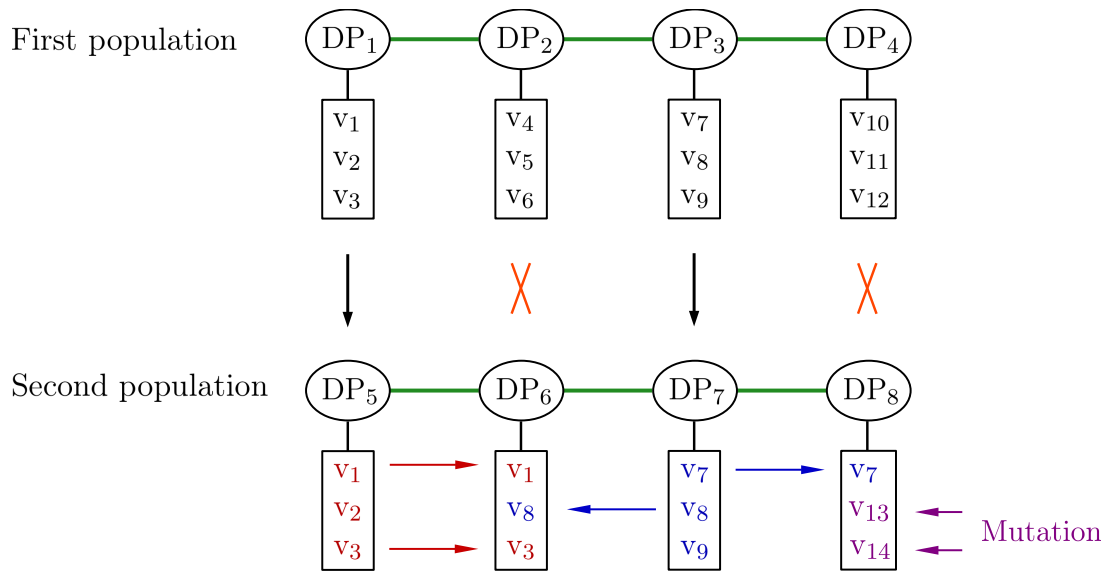 First population DP₁ DP₂ DP₃ DP₄
v₁ v₄ v₇ v₁₀
v₂ v₅ v₈ v₁₁
v₃ v₆ v₉ v₁₂
Second population DP₅ DP₆ DP₇ DP₈
v₁ v₁ v₇ v₇
v₂ v₈ v₈ v₁₃
Mutation
v₃ v₃ v₉ v₁₄